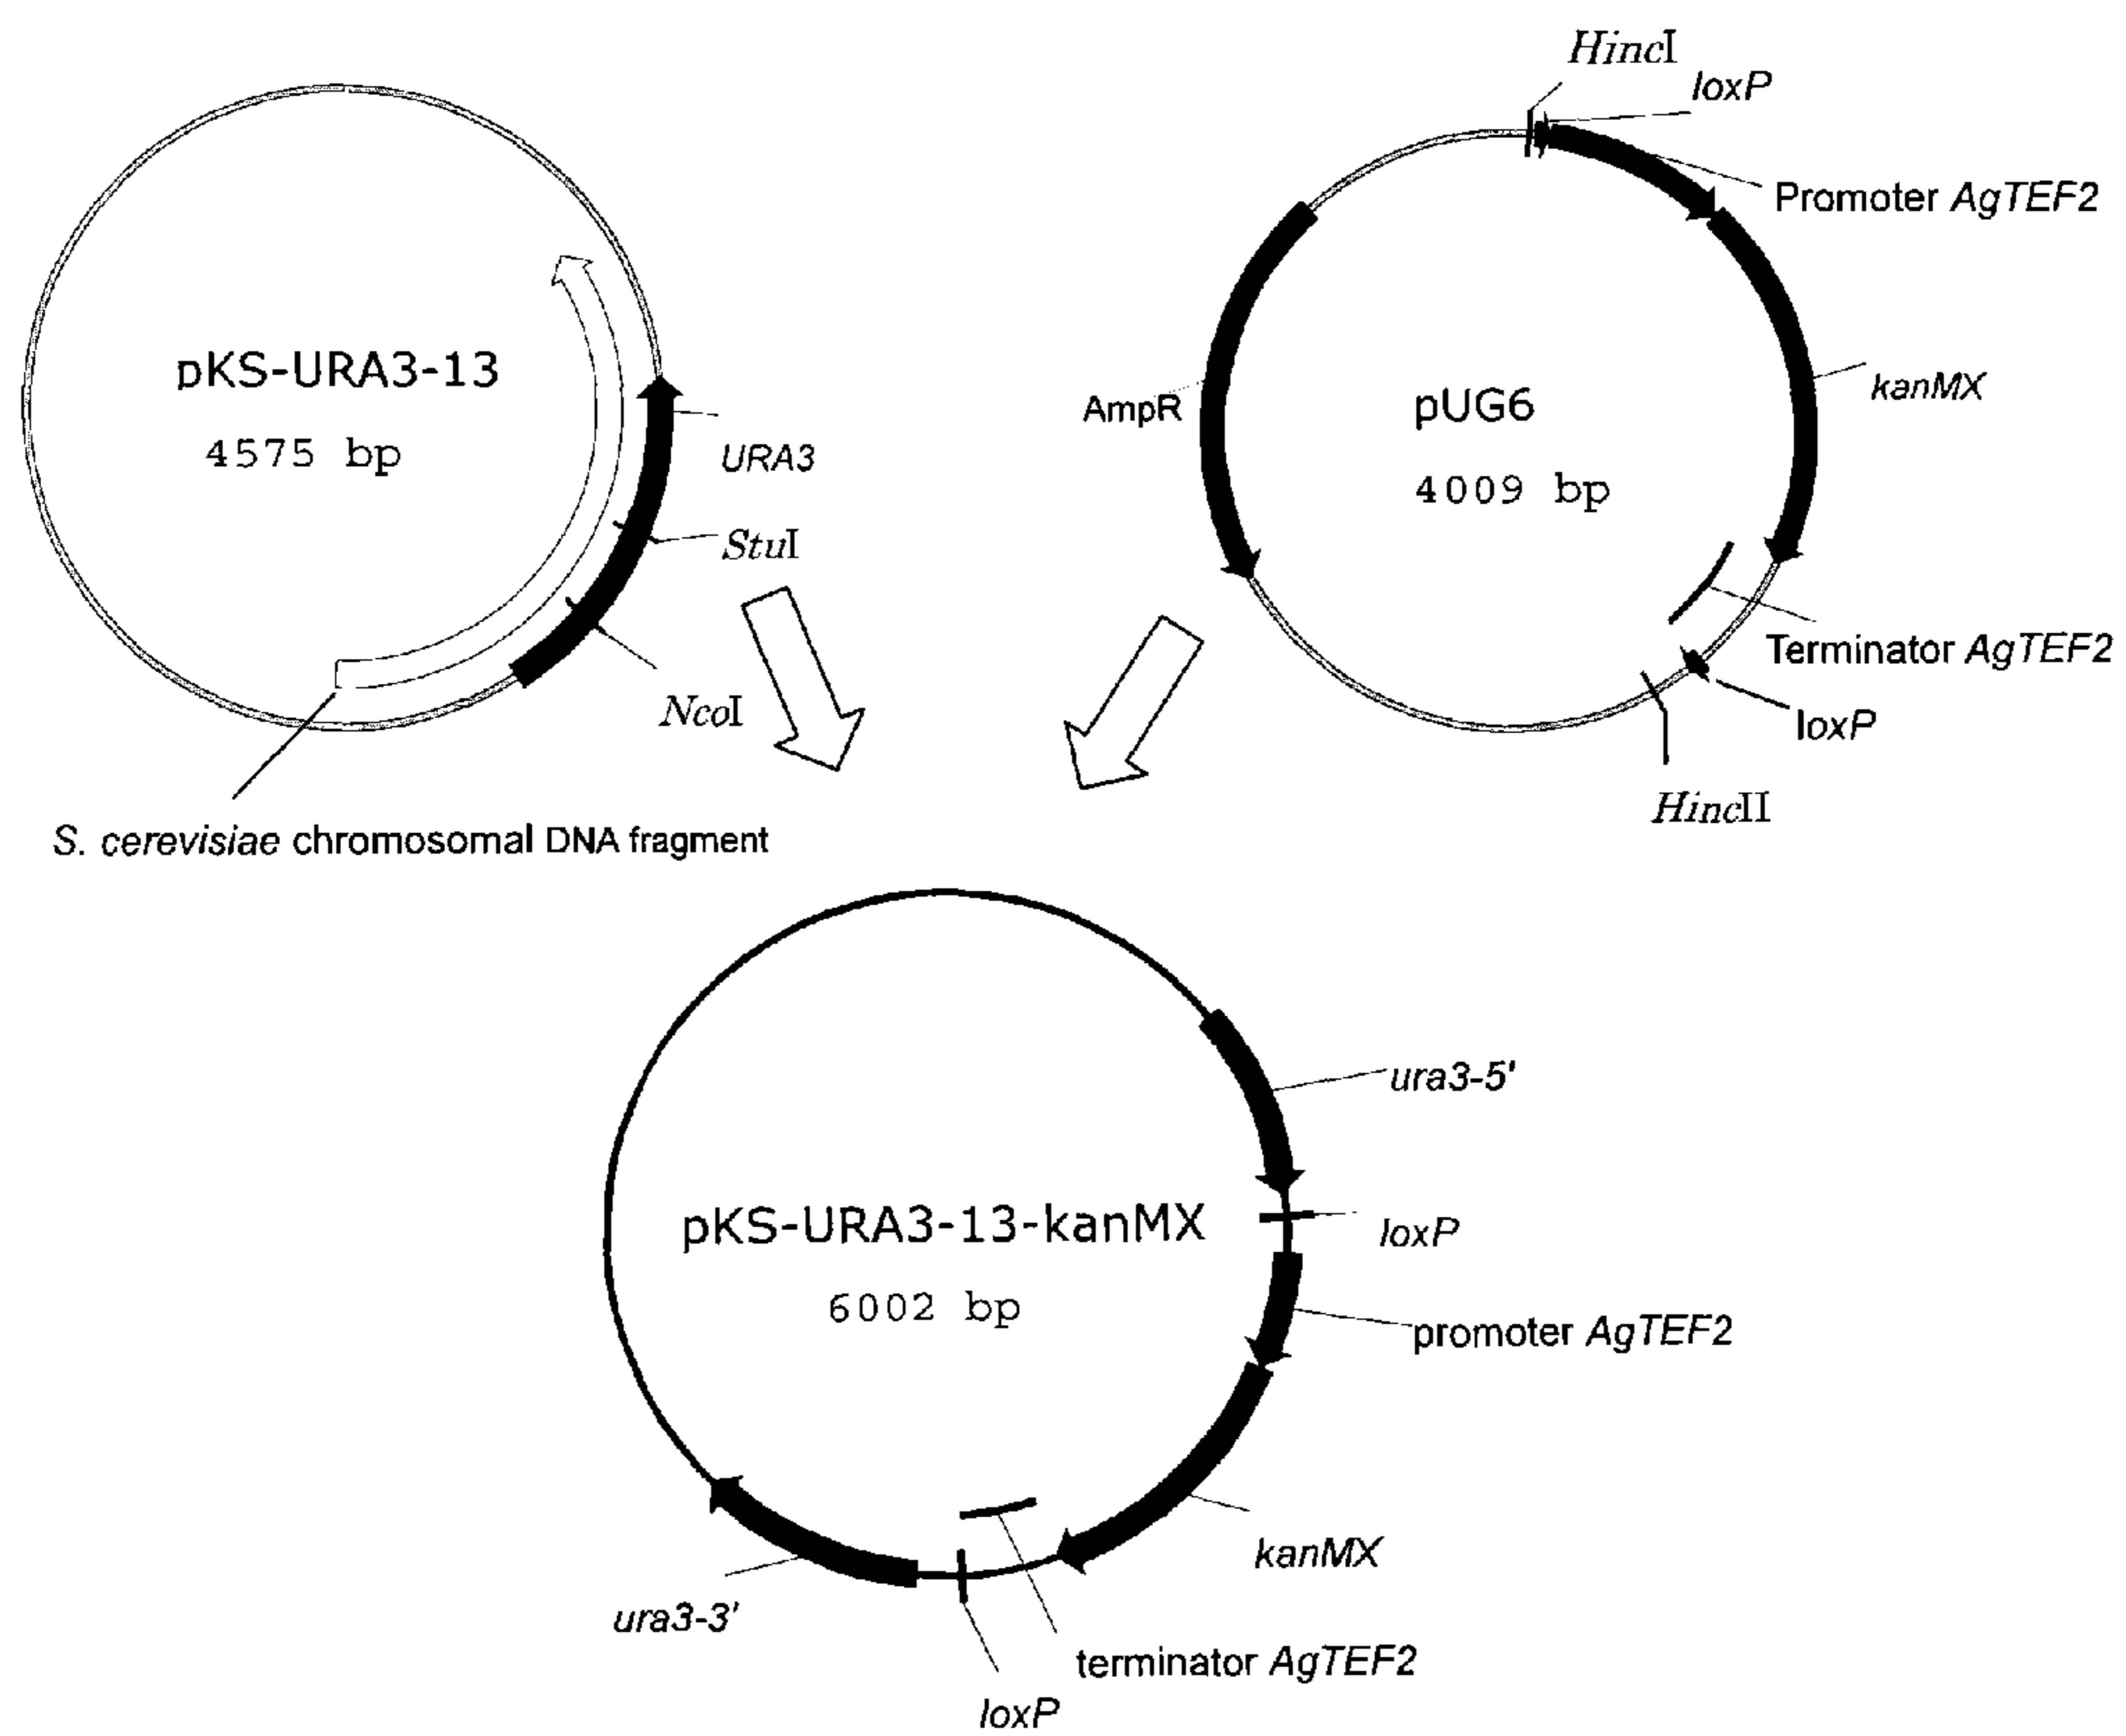 pKS-URA3-13
4575 bp
URA3
StuI
NcoI
S. cerevisiae chromosomal DNA fragment
HincI
loxP
Promoter AgTEF2
kanMX
AmpR
pUG6
4009 bp
Terminator AgTEF2
loxP
HincII
pKS-URA3-13-kanMX
6002 bp
ura3-5'
loxP
promoter AgTEF2
kanMX
terminator AgTEF2
loxP
ura3-3'